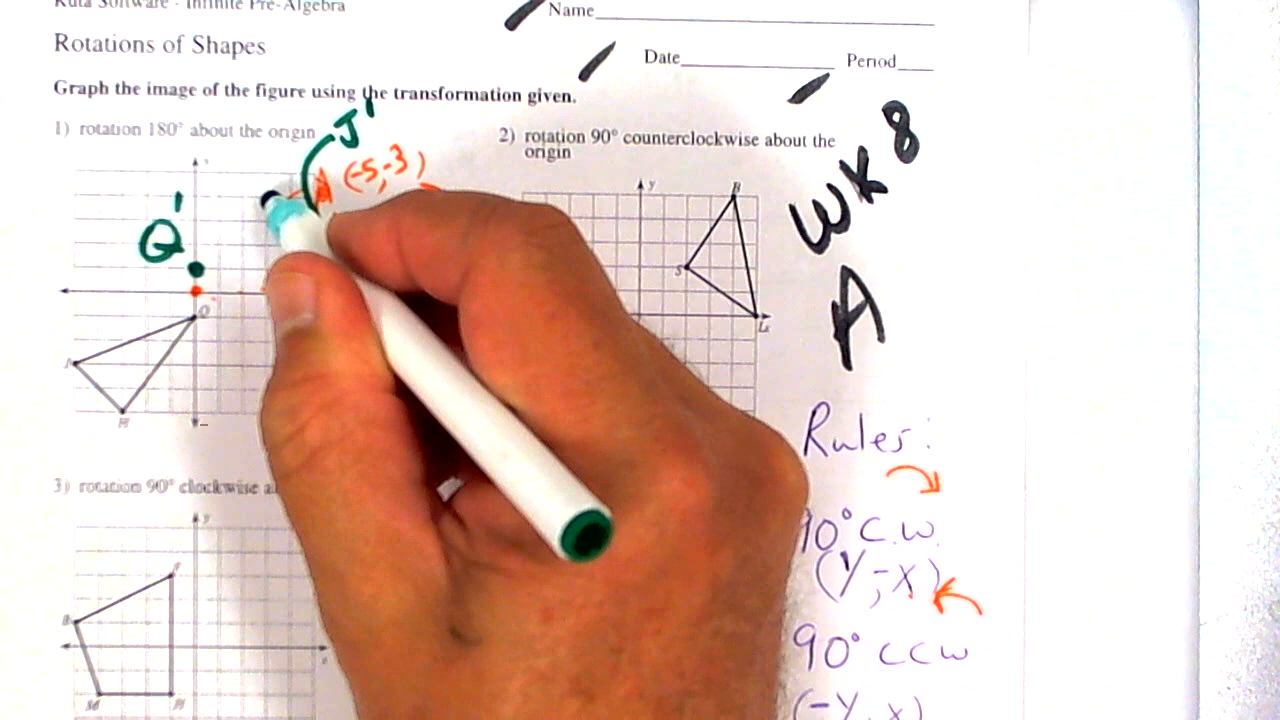 Kuta Software - Infinite Pre-Algebra
Name
Rotations of Shapes
Date Period
Graph the image of the figure using the transformation given.
1) rotation 180° about the origin
J'
(-5,-3)
Q'
Q
2) rotation 90° counterclockwise about the
origin
y
S
L
WK 8
A
3) rotation 90° clockwise
y
M
Rules:
90° C.W.
(Y,-X)
90° CCW
(-Y, X)